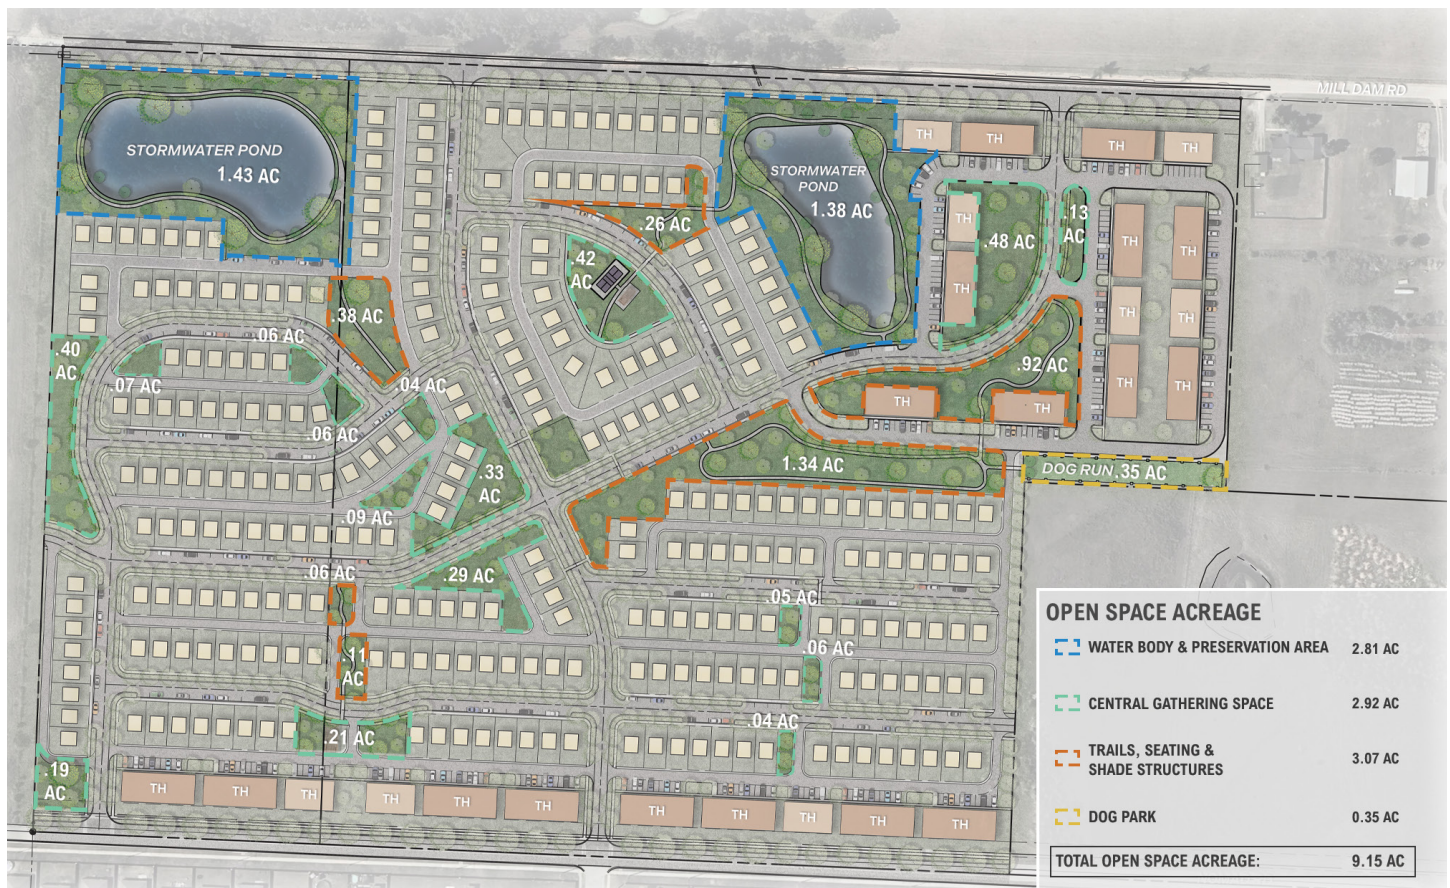 MILL DAM RD
STORMWATER POND
1.43 AC
STORMWATER
POND
1.38 AC
TH
TH
TH
TH
.26 AC
.42
AC
TH
.48 AC
.13
AC
TH
TH
TH
.38 AC
TH
TH
.06 AC
.40
AC
.07 AC
.04 AC
.92 AC
TH
TH
TH
TH
.06 AC
1.34 AC
DOG RUN .35 AC
.33
AC
.09 AC
.06 AC
.29 AC
.05 AC
.06 AC
.11
AC
.04 AC
.21 AC
.19
AC
TH
TH
TH
TH
TH
TH
TH
TH
TH
TH
TH
OPEN SPACE ACREAGE
WATER BODY & PRESERVATION AREA 2.81 AC
CENTRAL GATHERING SPACE 2.92 AC
TRAILS, SEATING &
SHADE STRUCTURES 3.07 AC
DOG PARK 0.35 AC
TOTAL OPEN SPACE ACREAGE: 9.15 AC